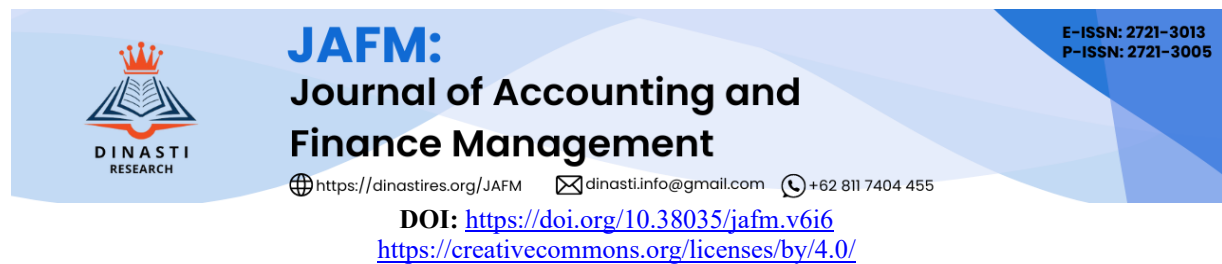 JAFM:
Journal of Accounting and
Finance Management
DINASTI
RESEARCH
https://dinastires.org/JAFM dinasti.info@gmail.com +62 811 7404 455
E-ISSN: 2721-3013
P-ISSN: 2721-3005
DOI: https://doi.org/10.38035/jafm.v6i6
https://creativecommons.org/licenses/by/4.0/